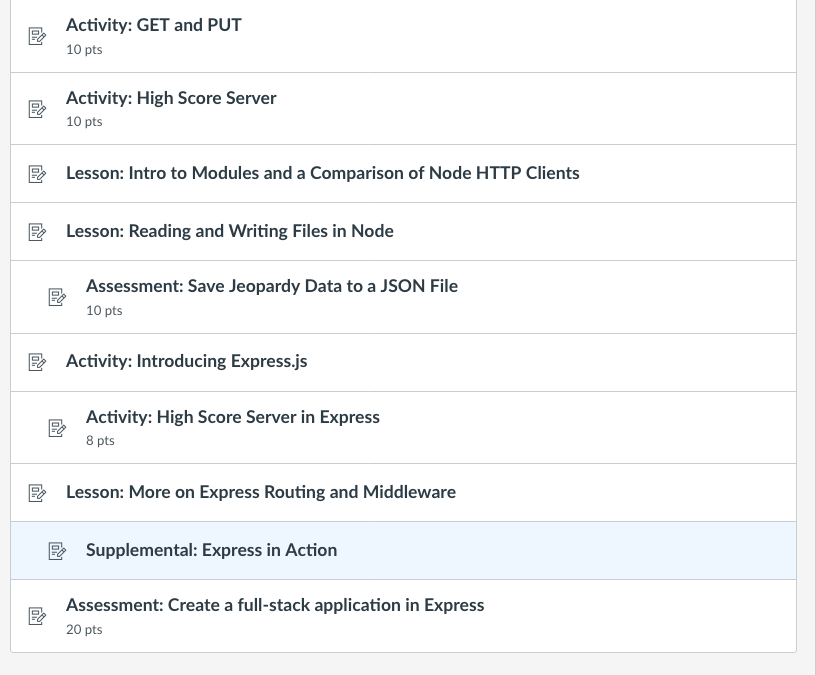 Activity: GET and PUT
10 pts
Activity: High Score Server
10 pts
Lesson: Intro to Modules and a Comparison of Node HTTP Clients
Lesson: Reading and Writing Files in Node
Assessment: Save Jeopardy Data to a JSON File
10 pts
Activity: Introducing Express.js
Activity: High Score Server in Express
8 pts
Lesson: More on Express Routing and Middleware
Supplemental: Express in Action
Assessment: Create a full-stack application in Express
20 pts